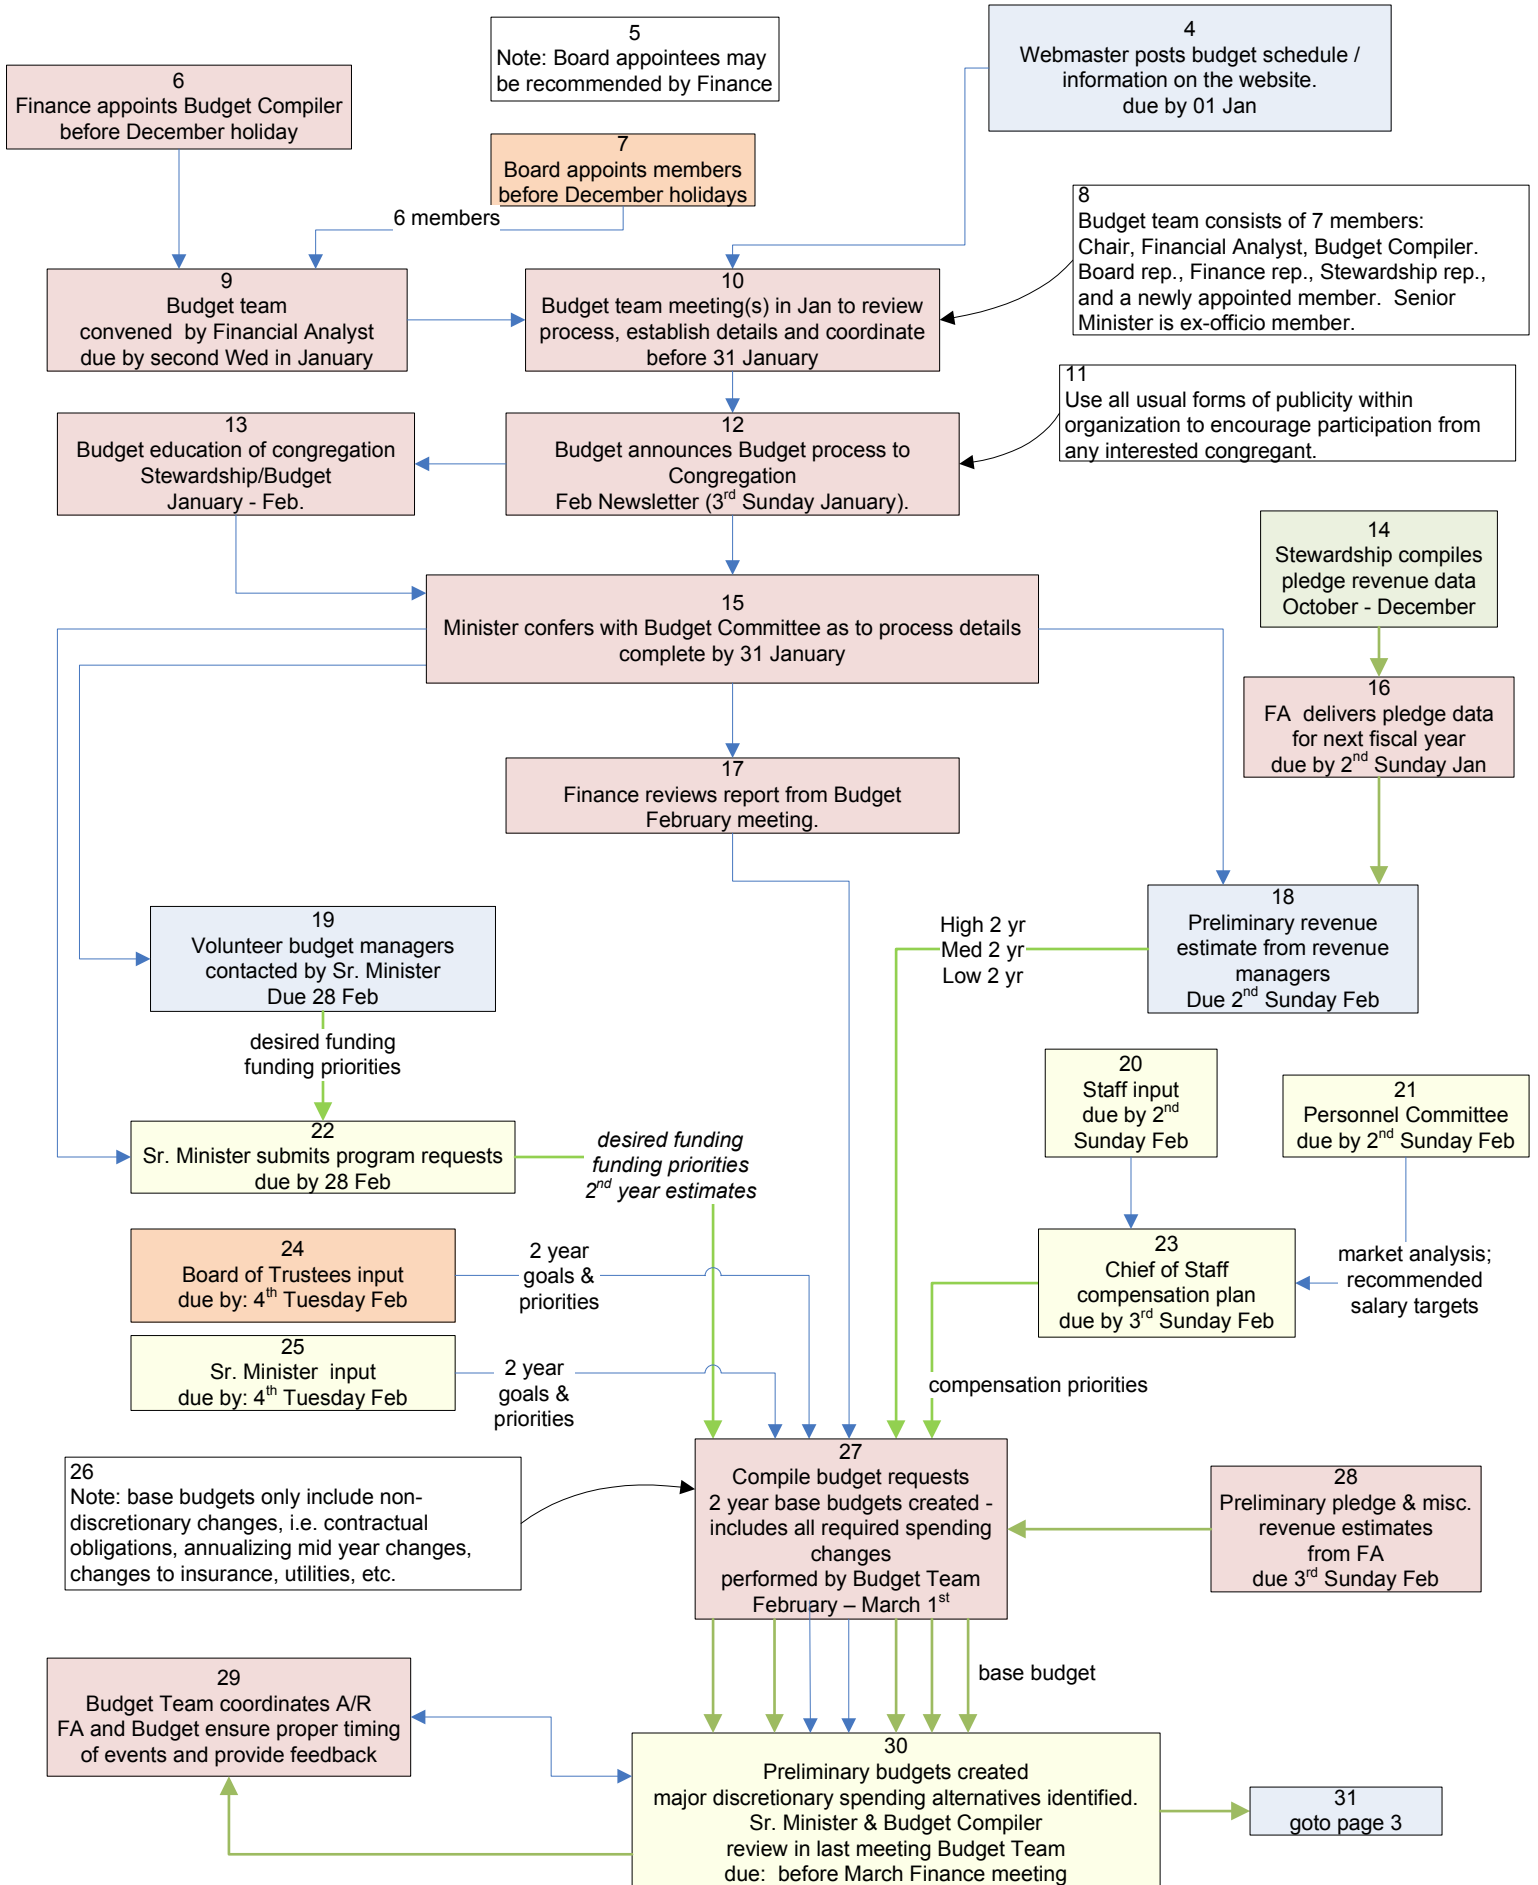 4
Webmaster posts budget schedule /
information on the website.
due by 01 Jan
5
Note: Board appointees may
be recommended by Finance
6
Finance appoints Budget Compiler
before December holiday
7
Board appoints members
before December holidays
6 members
8
Budget team consists of 7 members:
Chair, Financial Analyst, Budget Compiler.
Board rep., Finance rep., Stewardship rep.,
and a newly appointed member. Senior
Minister is ex-officio member.
9
Budget team
convened by Financial Analyst
due by second Wed in January
10
Budget team meeting(s) in Jan to review
process, establish details and coordinate
before 31 January
11
Use all usual forms of publicity within
organization to encourage participation from
any interested congregant.
12
Budget announces Budget process to
Congregation
Feb Newsletter (3rd Sunday January).
13
Budget education of congregation
Stewardship/Budget
January - Feb.
14
Stewardship compiles
pledge revenue data
October - December
15
Minister confers with Budget Committee as to process details
complete by 31 January
16
FA delivers pledge data
for next fiscal year
due by 2nd Sunday Jan
17
Finance reviews report from Budget
February meeting.
18
Preliminary revenue
estimate from revenue
managers
Due 2nd Sunday Feb
High 2 yr
Med 2 yr
Low 2 yr
19
Volunteer budget managers
contacted by Sr. Minister
Due 28 Feb
desired funding
funding priorities
20
Staff input
due by 2nd
Sunday Feb
21
Personnel Committee
due by 2nd Sunday Feb
22
Sr. Minister submits program requests
due by 28 Feb
desired funding
funding priorities
2nd year estimates
23
Chief of Staff
compensation plan
due by 3rd Sunday Feb
market analysis;
recommended
salary targets
24
Board of Trustees input
due by: 4th Tuesday Feb
2 year
goals &
priorities
25
Sr. Minister input
due by: 4th Tuesday Feb
2 year
goals &
priorities
compensation priorities
26
Note: base budgets only include non-
discretionary changes, i.e. contractual
obligations, annualizing mid year changes,
changes to insurance, utilities, etc.
27
Compile budget requests
2 year base budgets created -
includes all required spending
changes
performed by Budget Team
February – March 1st
28
Preliminary pledge & misc.
revenue estimates
from FA
due 3rd Sunday Feb
base budget
29
Budget Team coordinates A/R
FA and Budget ensure proper timing
of events and provide feedback
30
Preliminary budgets created
major discretionary spending alternatives identified.
Sr. Minister & Budget Compiler
review in last meeting Budget Team
due: before March Finance meeting
31
goto page 3